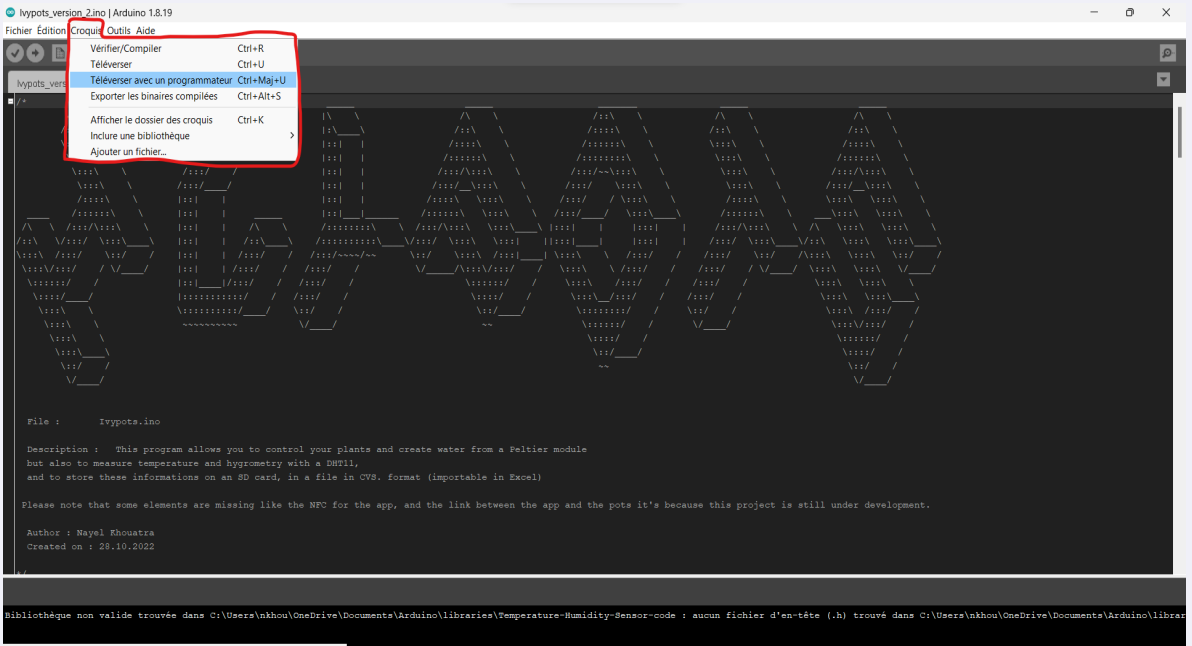 Ivypots_version_2.ino | Arduino 1.8.19
Fichier Édition Croquis Outils Aide
Vérifier/Compiler Ctrl+R
Téléverser Ctrl+U
Téléverser avec un programmateur Ctrl+Maj+U
Exporter les binaires compilées Ctrl+Alt+S
Afficher le dossier des croquis Ctrl+K
Inclure une bibliothèque
Ajouter un fichier...
Ivypots_vers
/*
File : Ivypots.ino
Description : This program allows you to control your plants and create water from a Peltier module
but also to measure temperature and hygrometry with a DHT11,
and to store these informations on an SD card, in a file in CVS. format (importable in Excel)
Please note that some elements are missing like the NFC for the app, and the link between the app and the pots it's because this project is still under development.
Author : Nayel Khouatra
Created on : 28.10.2022
*/
Bibliothèque non valide trouvée dans C:\Users\nkhou\OneDrive\Documents\Arduino\libraries\Temperature-Humidity-Sensor-code : aucun fichier d'en-tête (.h) trouvé dans C:\Users\nkhou\OneDrive\Documents\Arduino\librar